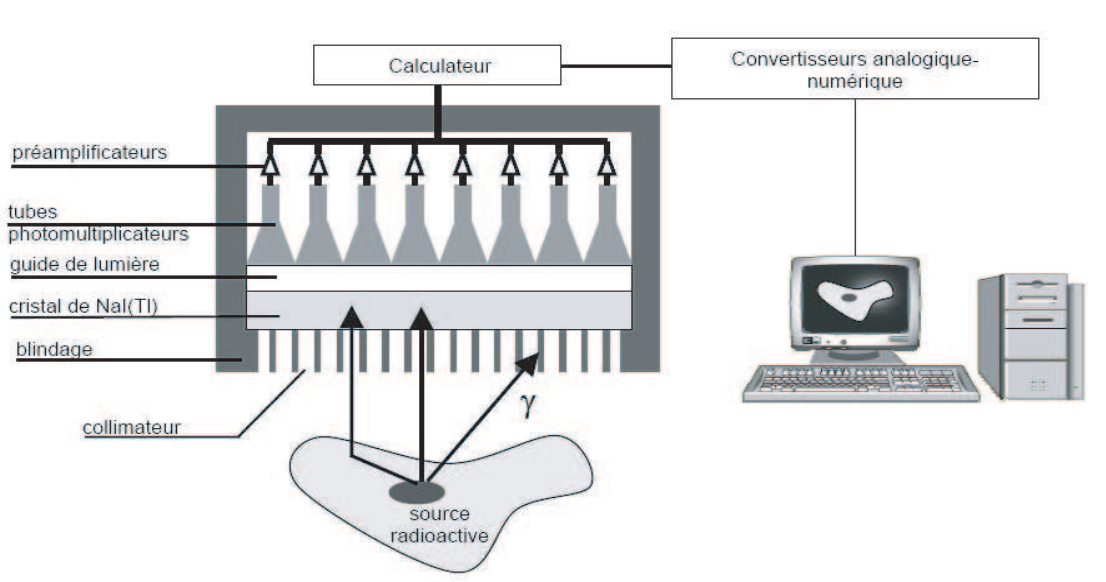 Calculateur
Convertisseurs analogique-
numérique
préamplificateurs
tubes
photomultiplicateurs
guide de lumière
cristal de NaI(Tl)
blindage
collimateur
γ
source
radioactive